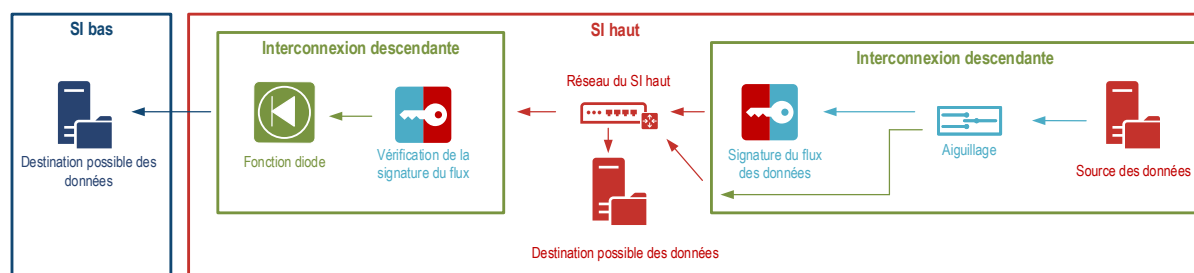 SI bas
SI haut
Interconnexion descendante
Interconnexion descendante
Réseau du SI haut
Destination possible des
données
Fonction diode
Vérification de la
signature du flux
Signature du flux
des données
Aiguillage
Source des données
Destination possible des données